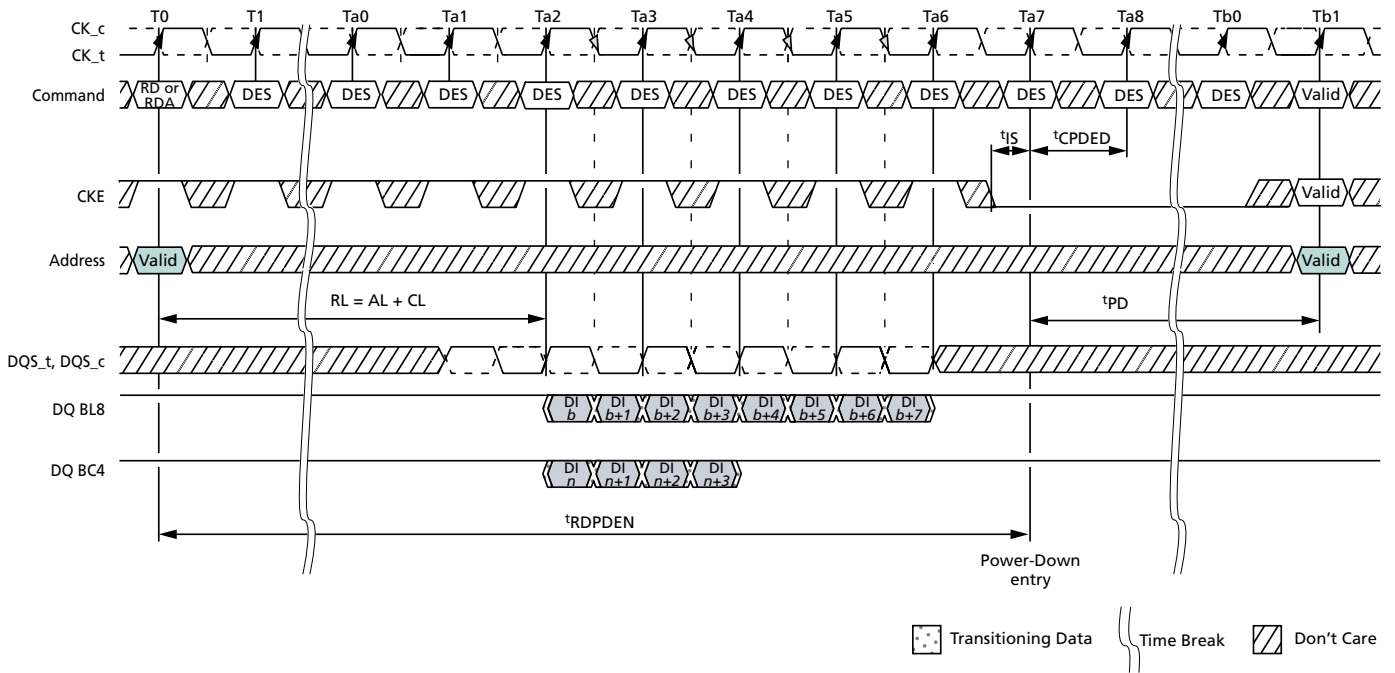 T0 T1 Ta0 Ta1 Ta2 Ta3 Ta4 Ta5 Ta6 Ta7 Ta8 Tb0 Tb1
CK_c
CK_t
Command RD or RDA DES DES DES DES DES DES DES DES DES DES DES Valid
tIS tCPDED
CKE Valid
Address Valid Valid
RL = AL + CL
tPD
DQS_t, DQS_c
DQ BL8 DI b DI b+1 DI b+2 DI b+3 DI b+4 DI b+5 DI b+6 DI b+7
DQ BC4 DI n DI n+1 DI n+2 DI n+3
tRDPDEN
Power-Down
entry
Transitioning Data Time Break Don't Care